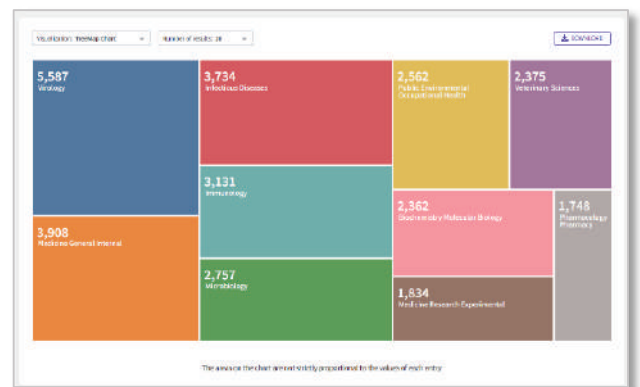 Visualization: TreeMap Chart
Number of results: 10
DOWNLOAD
5,587
Virology
3,734
Infectious Diseases
2,562
Public Environmental
Occupational Health
2,375
Veterinary Sciences
3,131
Immunology
2,362
Biochemistry Molecular Biology
1,748
Pharmacology
Pharmacy
3,908
Medicine General Internal
2,757
Microbiology
1,834
Medicine Research Experimental
The areas on the chart are not strictly proportional to the values of each entry